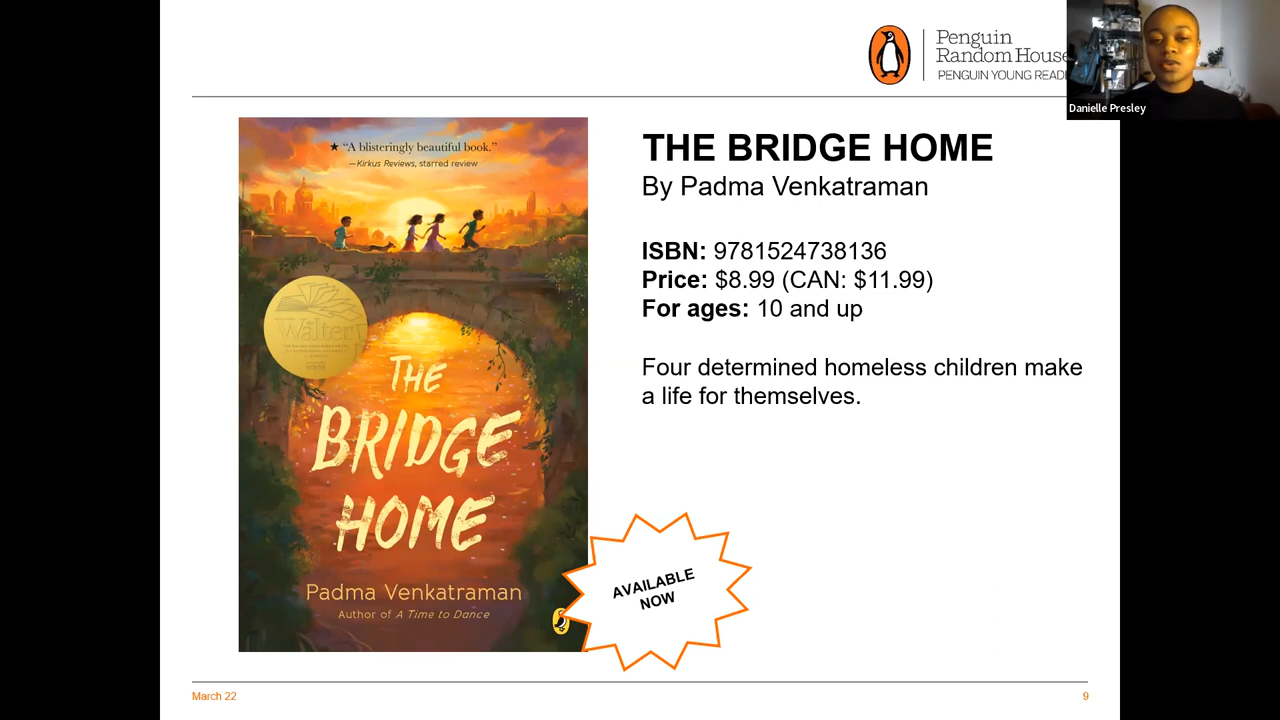 Penguin
Random House
PENGUIN YOUNG READE
Danielle Presley
★ “A blisteringly beautiful book.”
—Kirkus Reviews, starred review
The
Walter
THE
BRIDGE
HOME
Padma Venkatraman
Author of A Time to Dance
THE BRIDGE HOME
By Padma Venkatraman
ISBN: 9781524738136
Price: $8.99 (CAN: $11.99)
For ages: 10 and up
Four determined homeless children make
a life for themselves.
AVAILABLE
NOW
March 22
9